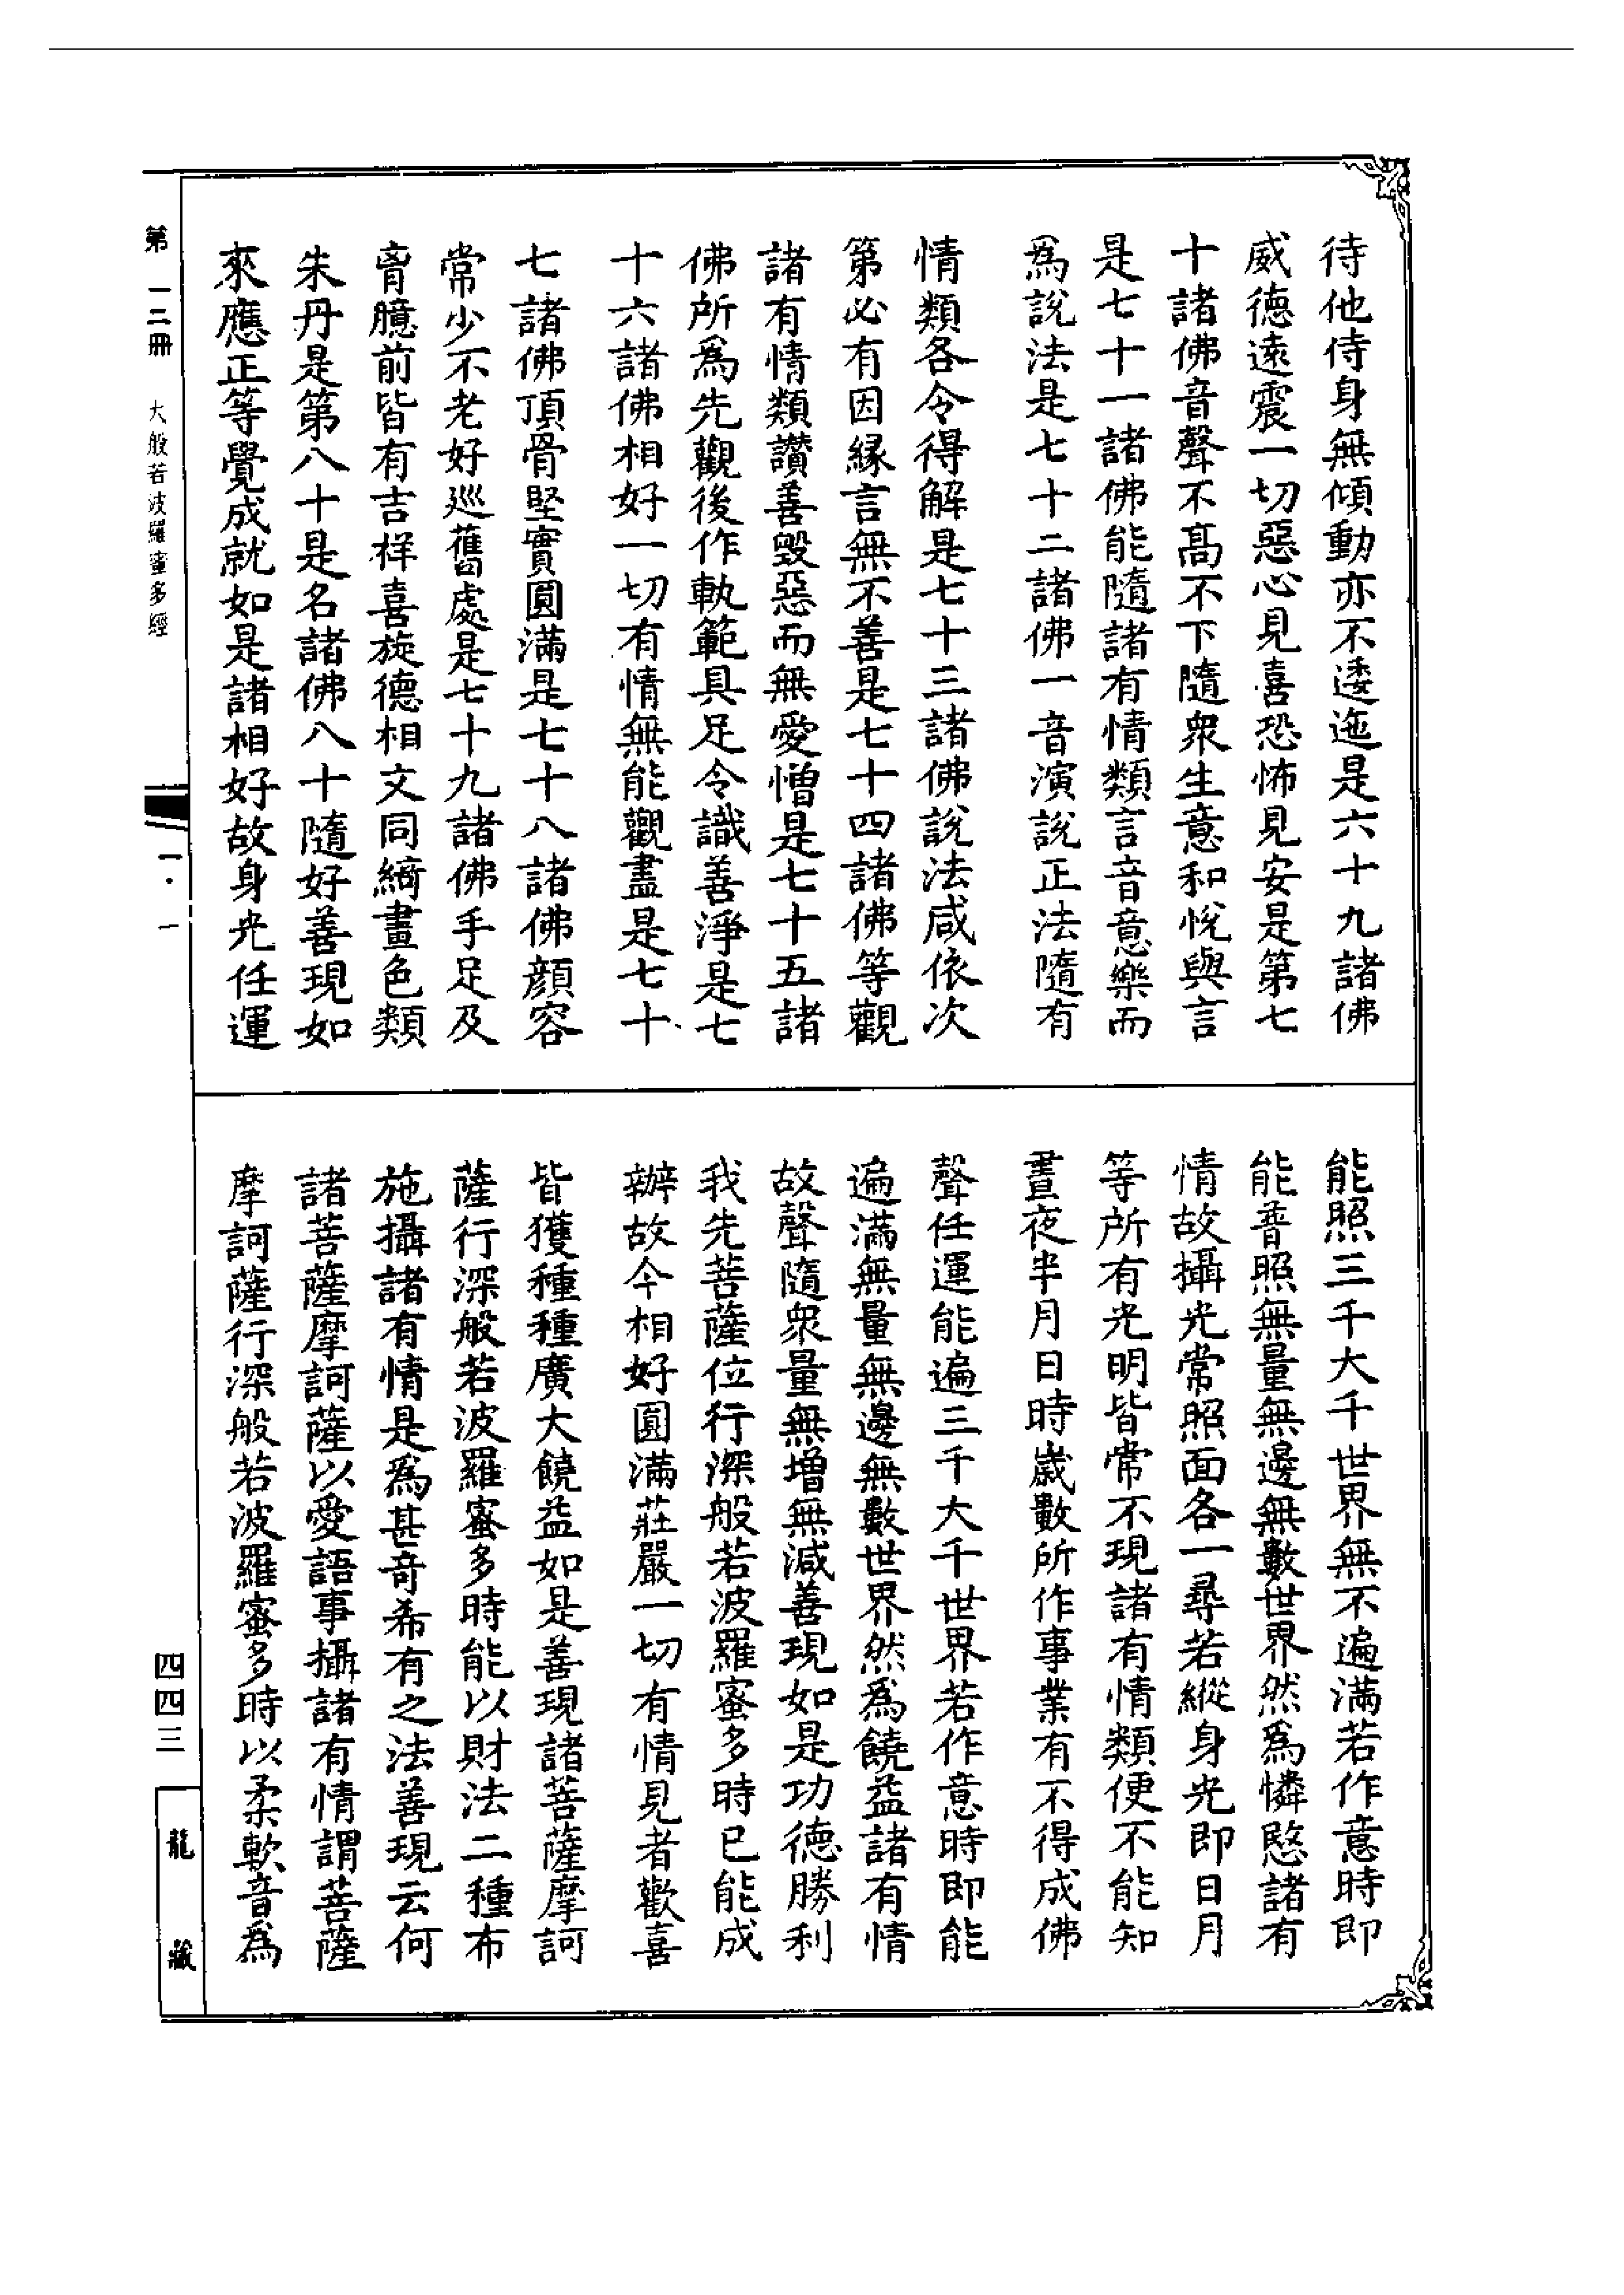 待他侍身無傾動亦不逶迤是六十九諸佛
威德遠震一切惡心見喜恐怖見安是第七
十諸佛音聲不高不下隨衆生意和悅與言
是七十一諸佛能隨諸有情類言音意樂而
爲說法是七十二諸佛一音演說正法隨有
情類各令得解是七十三諸佛說法咸依次
第必有因緣言無不善是七十四諸佛等觀
諸有情類讚善毀惡而無愛憎是七十五諸
佛所爲先觀後作軌範具足令識善淨是七
十六諸佛相好一切有情無能觀盡是七十
七諸佛頂骨堅實圓滿是七十八諸佛顏容
常少不老好巡舊處是七十九諸佛手足及
胷臆前皆有吉祥喜旋德相文同綺畫色類
朱丹是第八十是名諸佛八十隨好善現如
來應正等覺成就如是諸相好故身光任運
能照三千大千世界無不遍滿若作意時即
能普照無量無邊無數世界然爲憐愍諸有
情故攝光常照面各一尋若縱身光即日月
等所有光明皆常不現諸有情類便不能知
晝夜半月日時歲數所作事業有不得成佛
聲任運能遍三千大千世界若作意時即能
遍滿無量無邊無數世界然爲饒益諸有情
故聲隨衆量無增無減善現如是功德勝利
我先菩薩位行深般若波羅蜜多時已能成
辦故今相好圓滿莊嚴一切有情見者歡喜
皆獲種種廣大饒益如是善現諸菩薩摩訶
薩行深般若波羅蜜多時能以財法二種布
施攝諸有情是爲甚奇希有之法善現云何
諸菩薩摩訶薩以愛語事攝諸有情謂菩薩
摩訶薩行深般若波羅蜜多時以柔軟音爲
第一二冊 大般若波羅蜜多經
一·一
四四三
龍藏